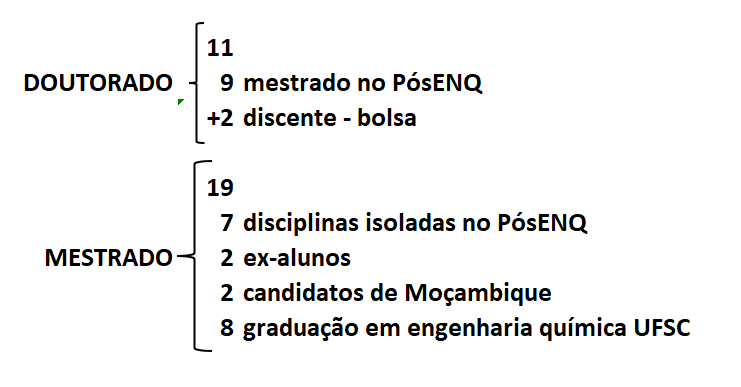 11
DOUTORADO 9 mestrado no PósENQ
+2 discente - bolsa
19
7 disciplinas isoladas no PósENQ
MESTRADO 2 ex-alunos
2 candidatos de Moçambique
8 graduação em engenharia química UFSC